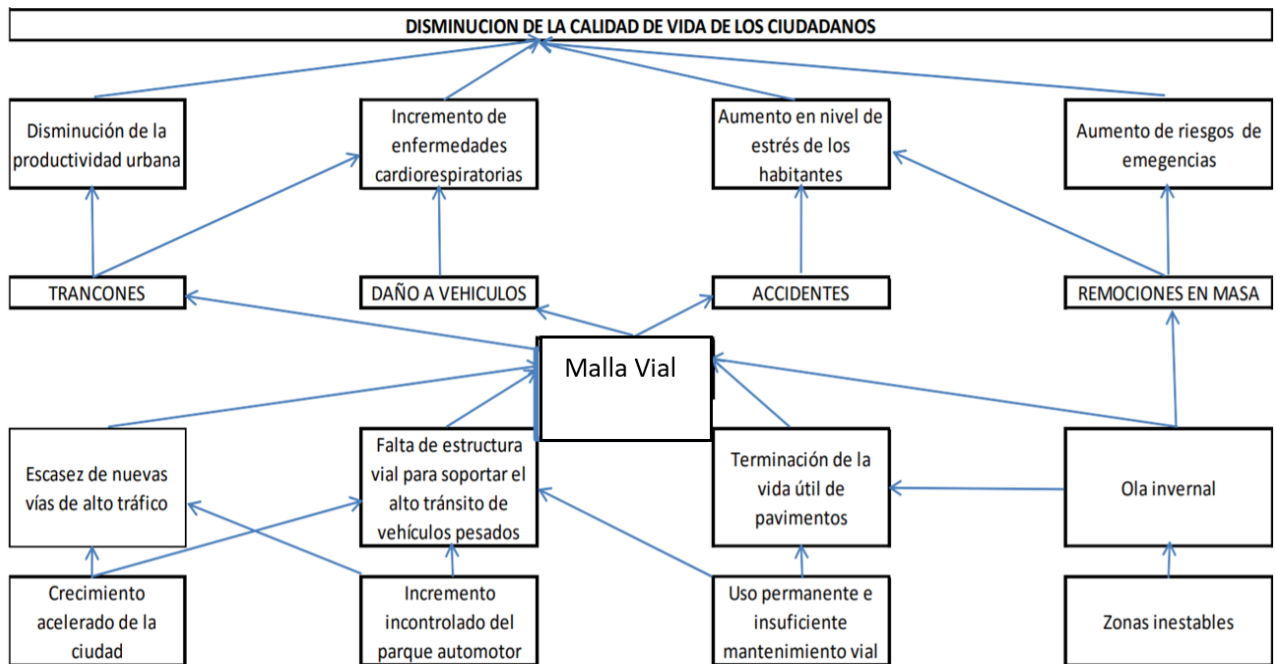 DISMINUCION DE LA CALIDAD DE VIDA DE LOS CIUDADANOS
Disminución de la
productividad urbana
Incremento de
enfermedades
cardiorespiratorias
Aumento en nivel de
estrés de los
habitantes
Aumento de riesgos de
emegencias
TRANCONES
DAÑO A VEHICULOS
ACCIDENTES
REMOCIONES EN MASA
Malla Vial
Escasez de nuevas
vías de alto tráfico
Falta de estructura
vial para soportar el
alto tránsito de
vehículos pesados
Terminación de la
vida útil de
pavimentos
Ola invernal
Crecimiento
acelerado de la
ciudad
Incremento
incontrolado del
parque automotor
Uso permanente e
insuficiente
mantenimiento vial
Zonas inestables